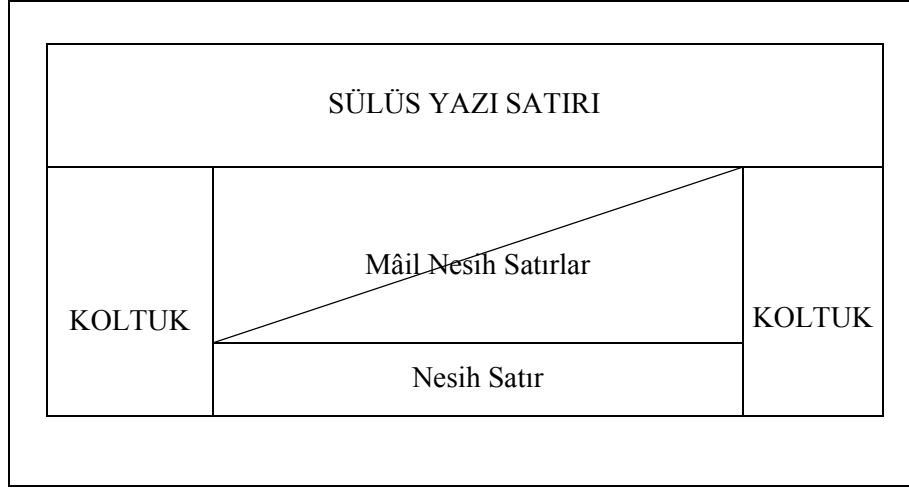 SÜLÜS YAZI SATIRI
Mâil Nesih Satırlar
KOLTUK
KOLTUK
Nesih Satır